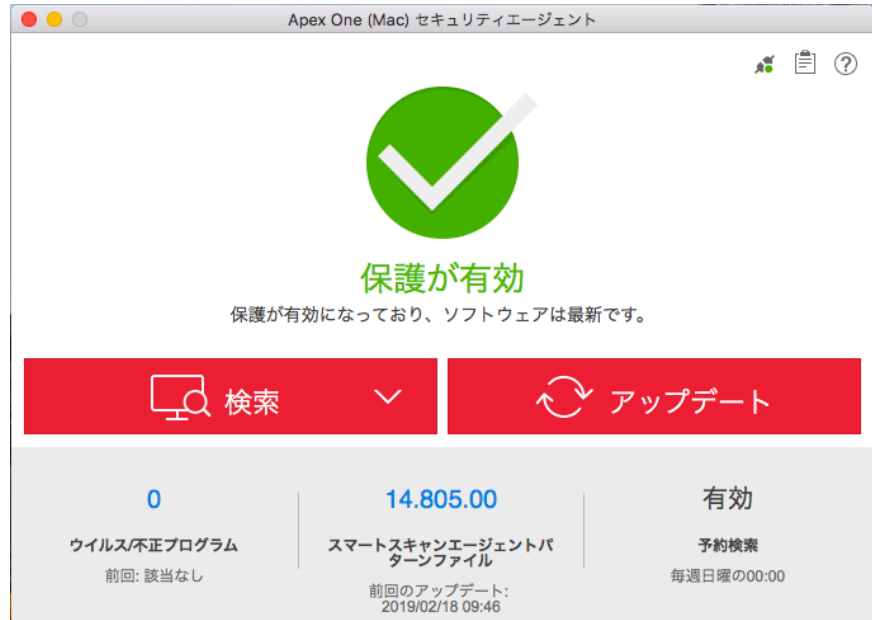 Apex One (Mac) セキュリティエージェント
保護が有効
保護が有効になっており、ソフトウェアは最新です。
検索
アップデート
0
ウイルス/不正プログラム
前回: 該当なし
14.805.00
スマートスキャンエージェントパ
ターンファイル
前回のアップデート:
2019/02/18 09:46
有効
予約検索
毎週日曜の00:00